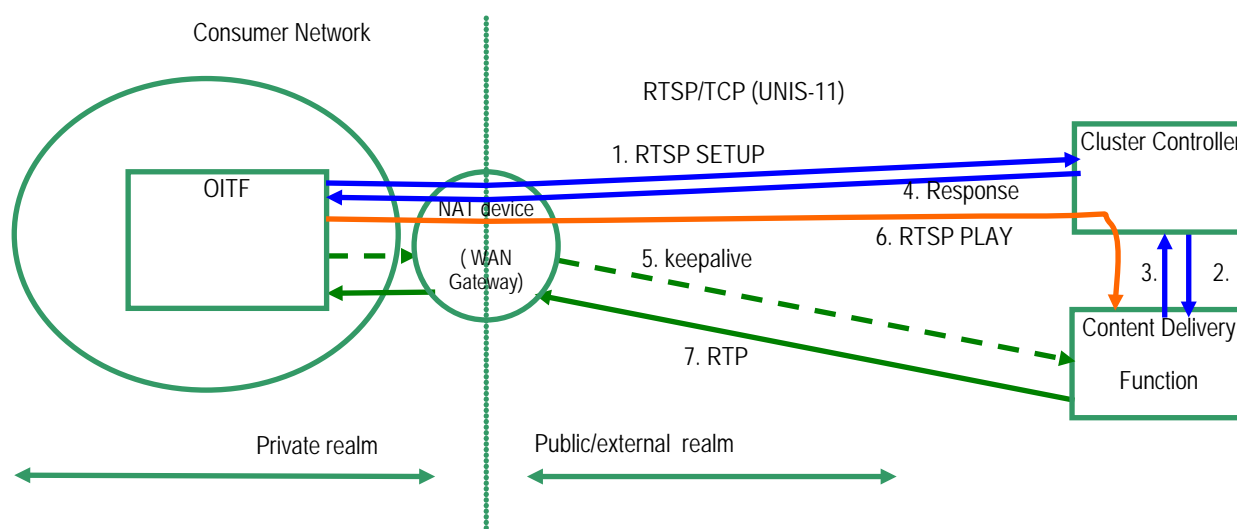 Consumer Network
RTSP/TCP (UNIS-11)
Cluster Controller
1. RTSP SETUP
OITF
4. Response
NAT device
6. RTSP PLAY
( WAN
Gateway)
5. keepalive
3.
2.
Content Delivery
Function
7. RTP
Private realm
Public/external realm